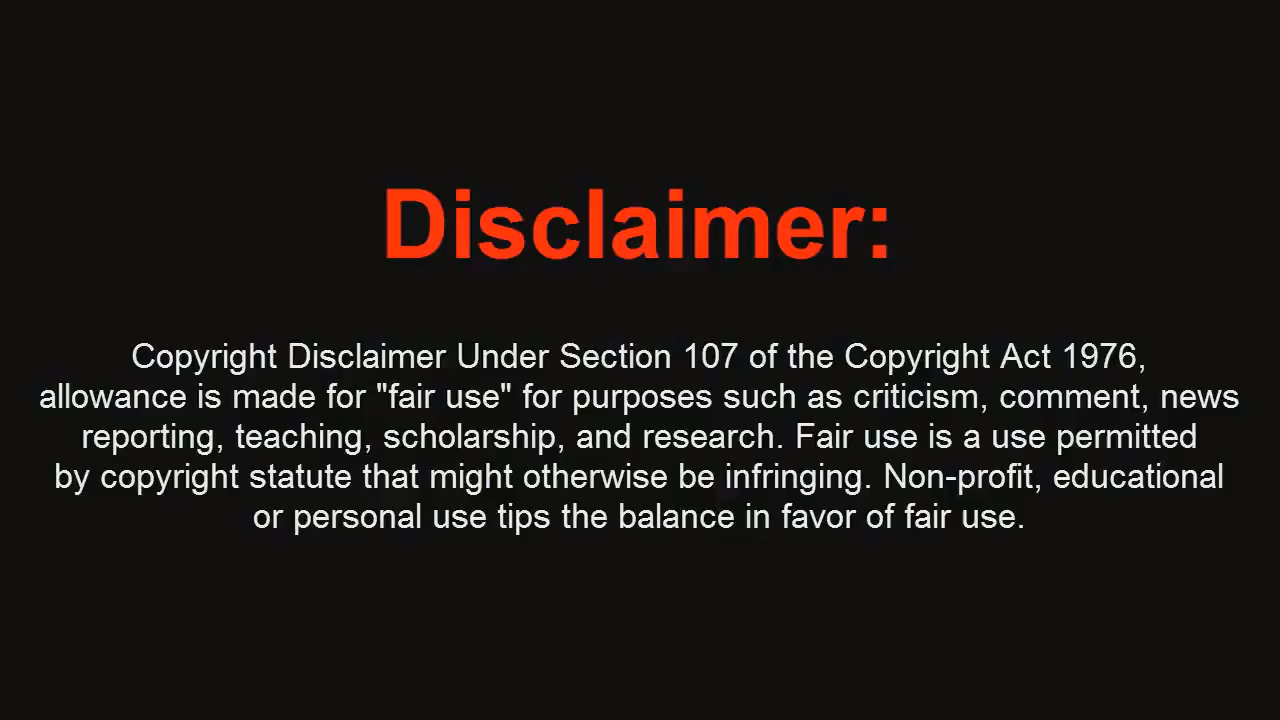 Disclaimer:
Copyright Disclaimer Under Section 107 of the Copyright Act 1976,
allowance is made for "fair use" for purposes such as criticism, comment, news
reporting, teaching, scholarship, and research. Fair use is a use permitted
by copyright statute that might otherwise be infringing. Non-profit, educational
or personal use tips the balance in favor of fair use.